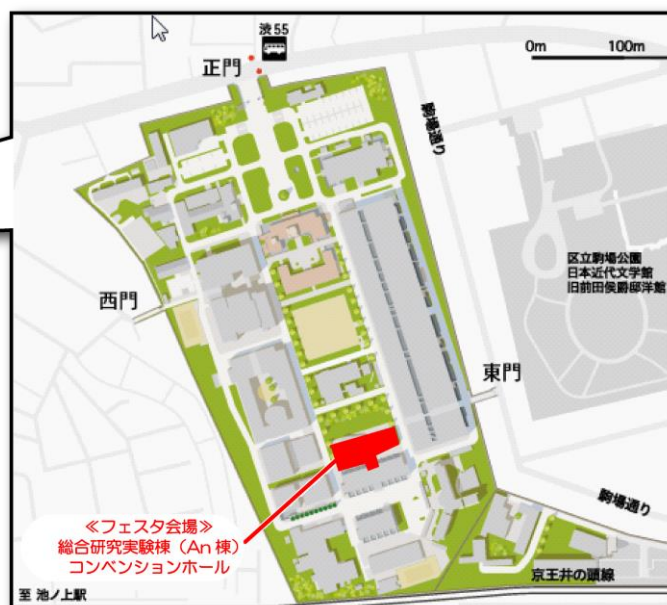 渋55
正門
0m 100m
駒場通り
区立駒場公園
日本近代文学館
旧前田侯爵邸洋館
西門
東門
駒場通り
≪フェスタ会場≫
総合研究実験棟（An棟）
コンベンションホール
京王井の頭線
至 池ノ上駅